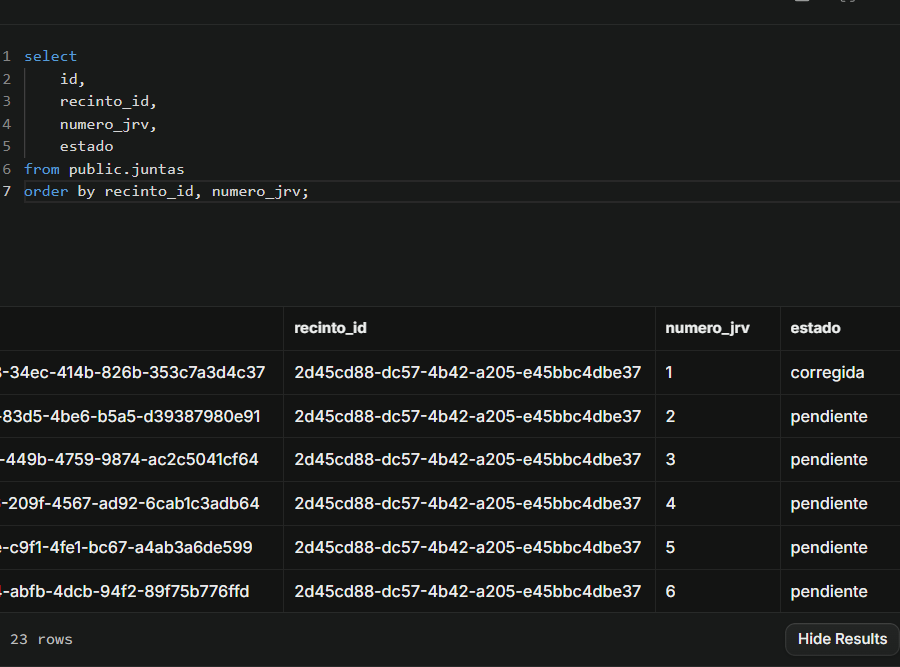 1 select
2 id,
3 recinto_id,
4 numero_jrv,
5 estado
6 from public.juntas
7 order by recinto_id, numero_jrv;
recinto_id numero_jrv estado
-34ec-414b-826b-353c7a3d4c37 2d45cd88-dc57-4b42-a205-e45bbc4dbe37 1 corregida
-83d5-4be6-b5a5-d39387980e91 2d45cd88-dc57-4b42-a205-e45bbc4dbe37 2 pendiente
-449b-4759-9874-ac2c5041cf64 2d45cd88-dc57-4b42-a205-e45bbc4dbe37 3 pendiente
-209f-4567-ad92-6cab1c3adb64 2d45cd88-dc57-4b42-a205-e45bbc4dbe37 4 pendiente
-c9f1-4fe1-bc67-a4ab3a6de599 2d45cd88-dc57-4b42-a205-e45bbc4dbe37 5 pendiente
-abfb-4dcb-94f2-89f75b776ffd 2d45cd88-dc57-4b42-a205-e45bbc4dbe37 6 pendiente
23 rows Hide Results